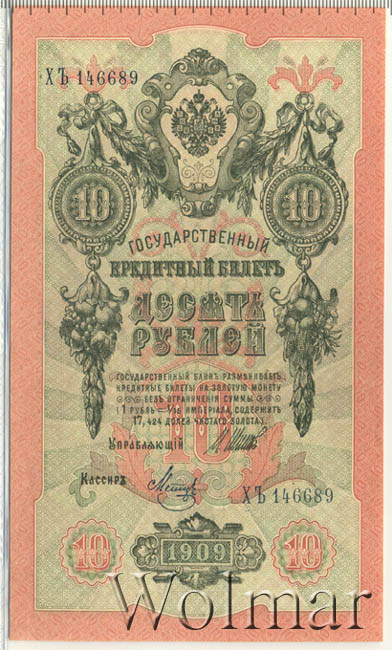 ХЪ 146689
10 10
ГОСУДАРСТВЕННЫЙ
КРЕДИТНЫЙ БИЛЕТЪ
ДЕСЯТЬ
РУБЛЕЙ
ГОСУДАРСТВЕННЫЙ БАНКЪ РАЗМѢНИВАЕТЪ
КРЕДИТНЫЕ БИЛЕТЫ НА ЗОЛОТУЮ МОНЕТУ
БЕЗЪ ОГРАНИЧЕНІЯ СУММЫ
(1 РУБЛЬ = 1/15 ИМПЕРІАЛА, СОДЕРЖИТЪ
17,424 ДОЛЕЙ ЧИСТАГО ЗОЛОТА).
10
УПРАВЛЯЮЩІЙ
КАССИРЪ
ХЪ 146689
10 1909 10
Wolmar